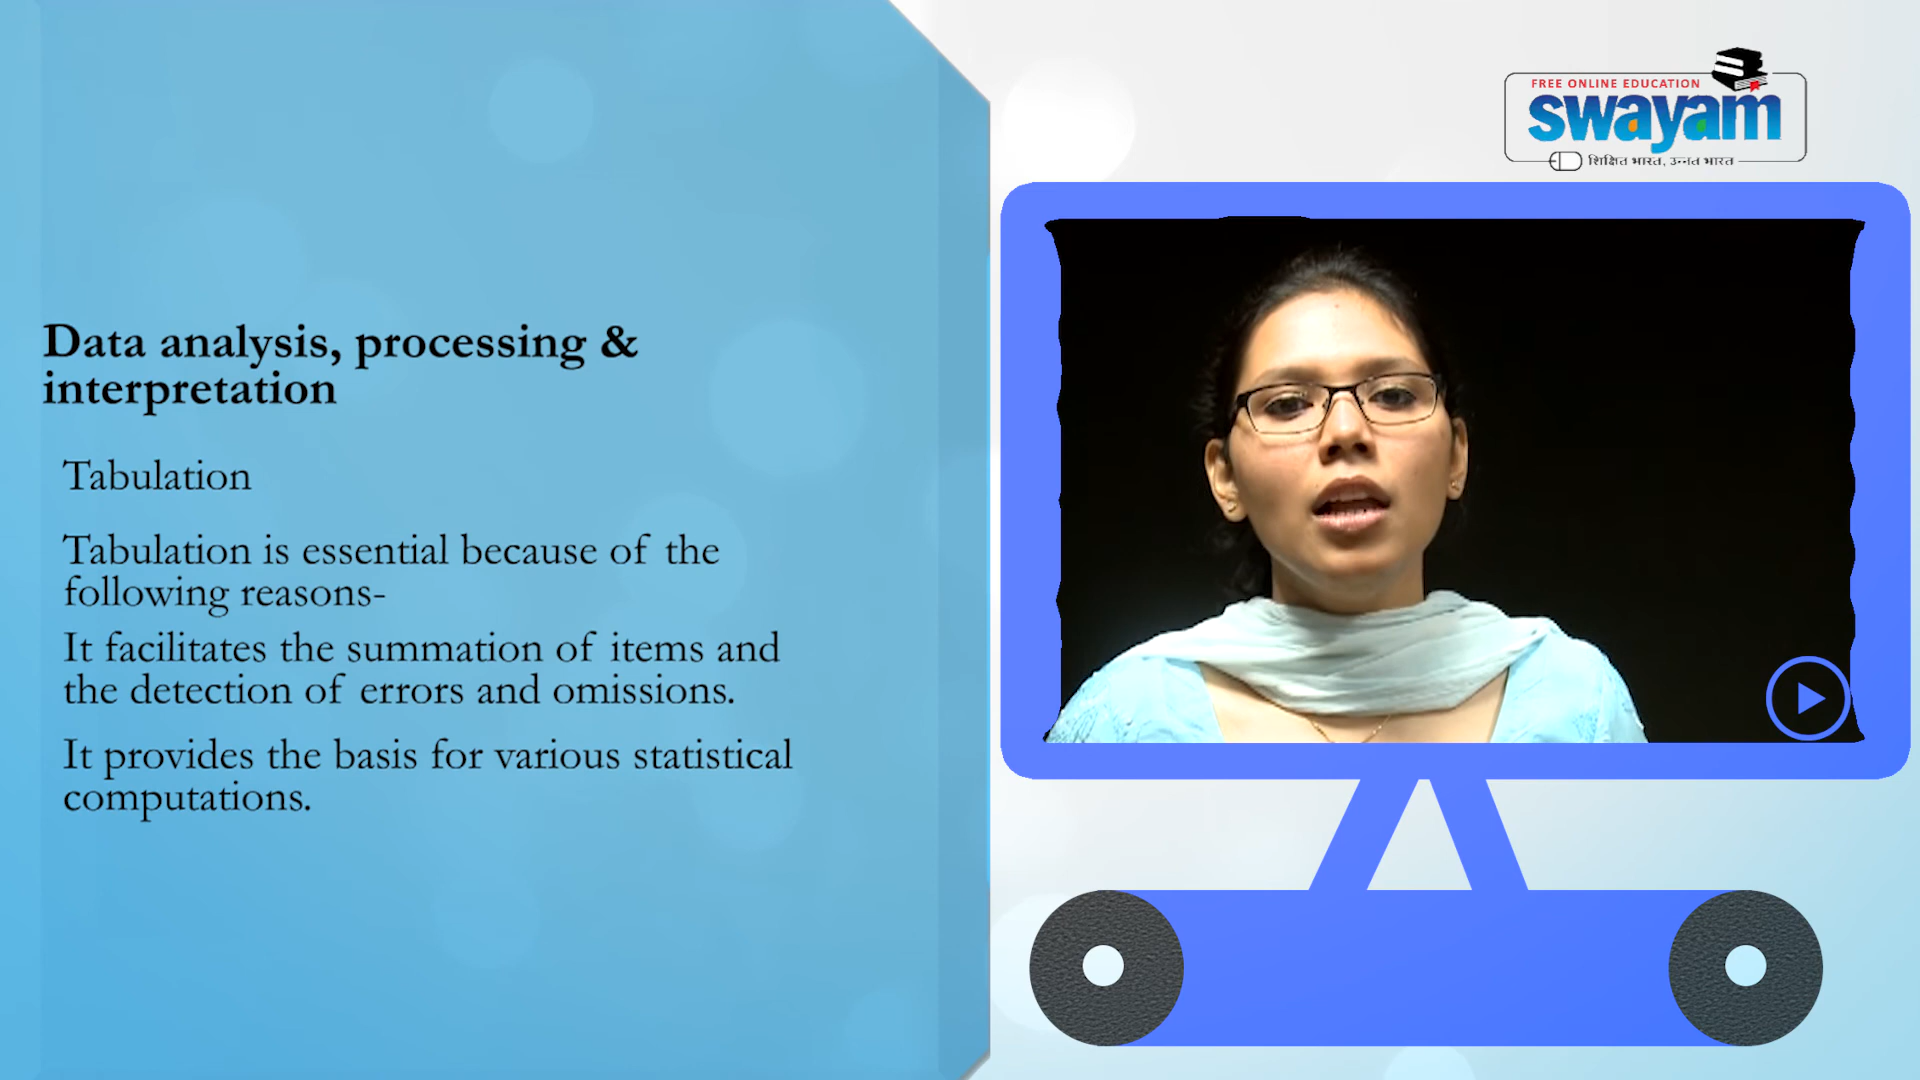 FREE ONLINE EDUCATION
swayam
शिक्षित भारत, उन्नत भारत
Data analysis, processing &
interpretation
Tabulation
Tabulation is essential because of the
following reasons-
It facilitates the summation of items and
the detection of errors and omissions.
It provides the basis for various statistical
computations.